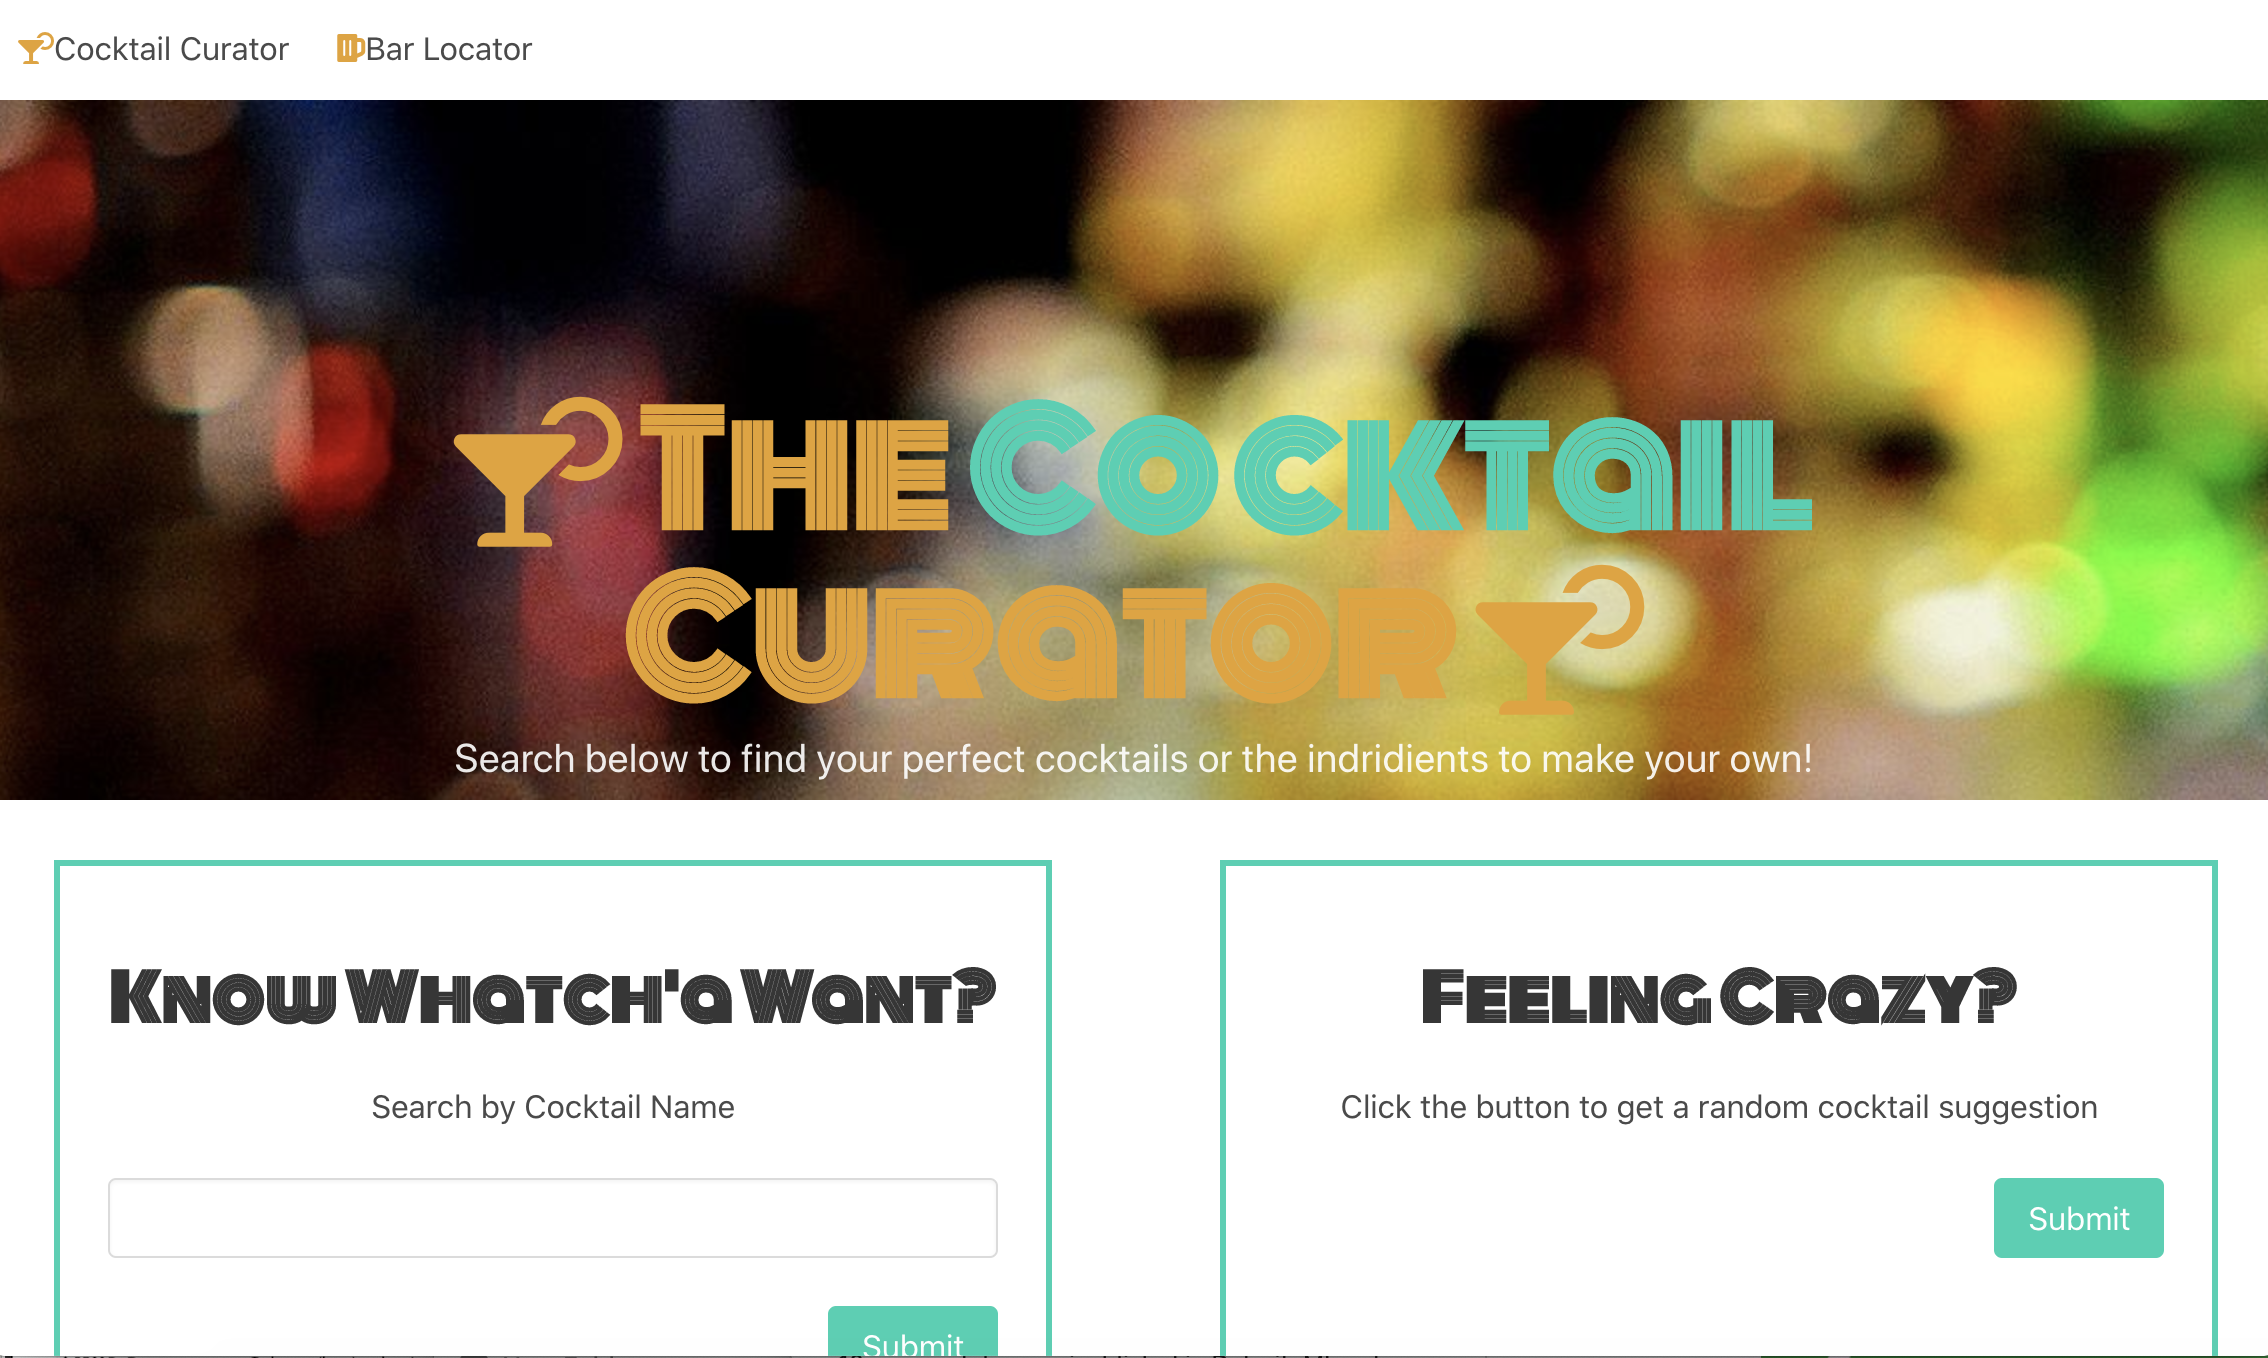 Cocktail Curator Bar Locator
The Cocktail
Curator
Search below to find your perfect cocktails or the indridients to make your own!
Know Whatch'a Want?
Search by Cocktail Name
Submit
Feeling Crazy?
Click the button to get a random cocktail suggestion
Submit